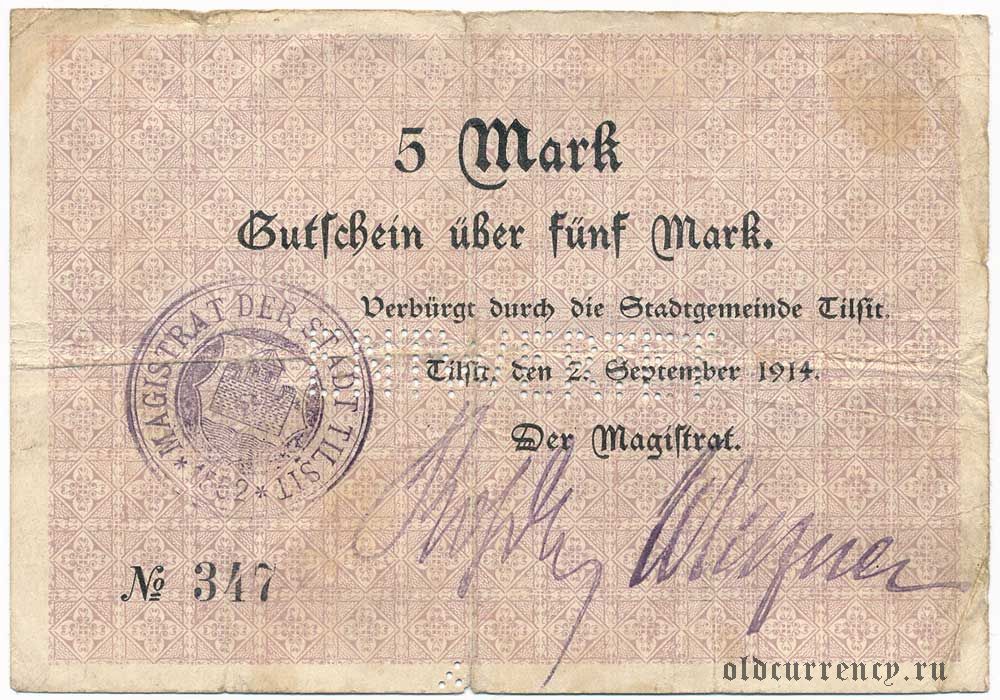 5 Mark
Gutschein über fünf Mark.
Verbürgt durch die Stadtgemeinde Tilsit.
Tilsit, den 2. September 1914.
Der Magistrat.
* MAGISTRAT DER STADT TILSIT *
1552
№ 347
oldcurrency.ru